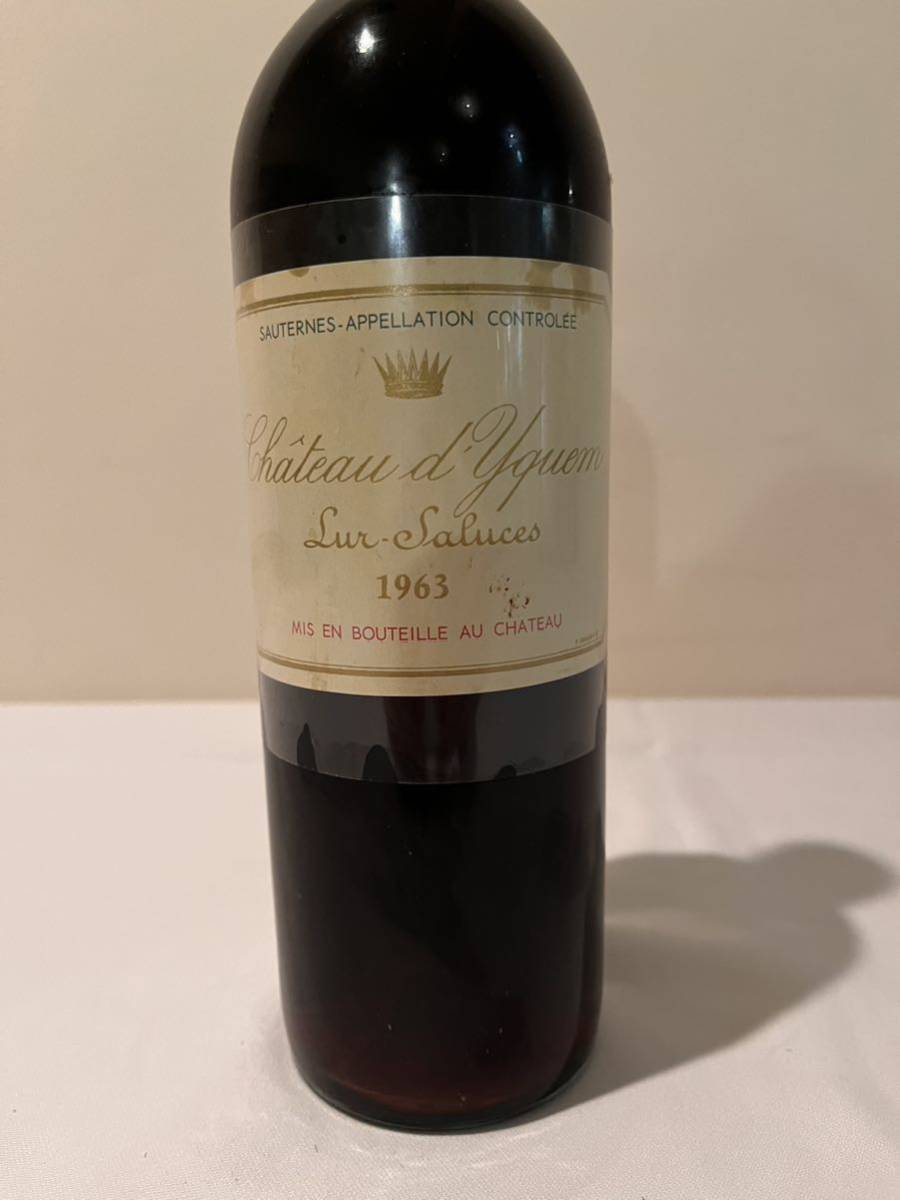 SAUTERNES-APPELLATION CONTROLÉE
Château d'Yquem
Lur-Saluces
1963
MIS EN BOUTEILLE AU CHATEAU